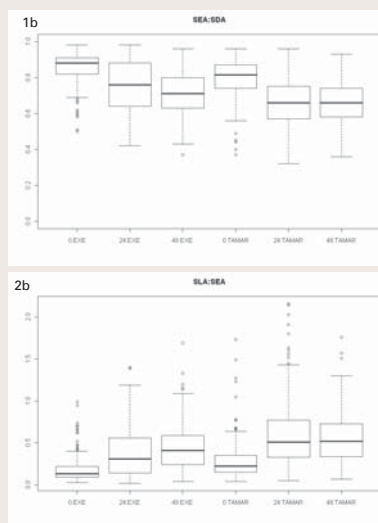 1b
SEA:SDA
1.0
0.8
0.6
0.4
0.2
0.0
0 EXE 24 EXE 48 EXE 0 TAMAR 24 TAMAR 48 TAMAR
2b
SLA:SEA
2.0
1.5
1.0
0.5
0.0
0 EXE 24 EXE 48 EXE 0 TAMAR 24 TAMAR 48 TAMAR